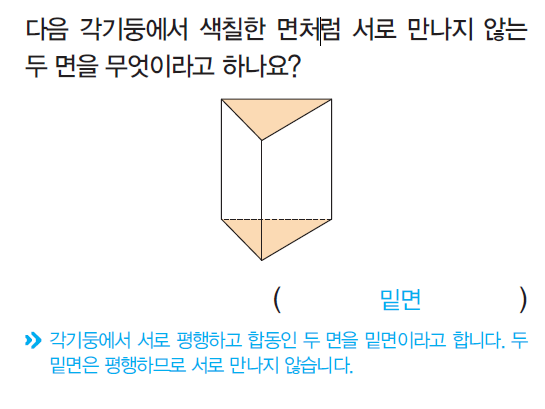 다음 각기둥에서 색칠한 면처럼 서로 만나지 않는
두 면을 무엇이라고 하나요?
( 밑면 )
» 각기둥에서 서로 평행하고 합동인 두 면을 밑면이라고 합니다. 두
밑면은 평행하므로 서로 만나지 않습니다.